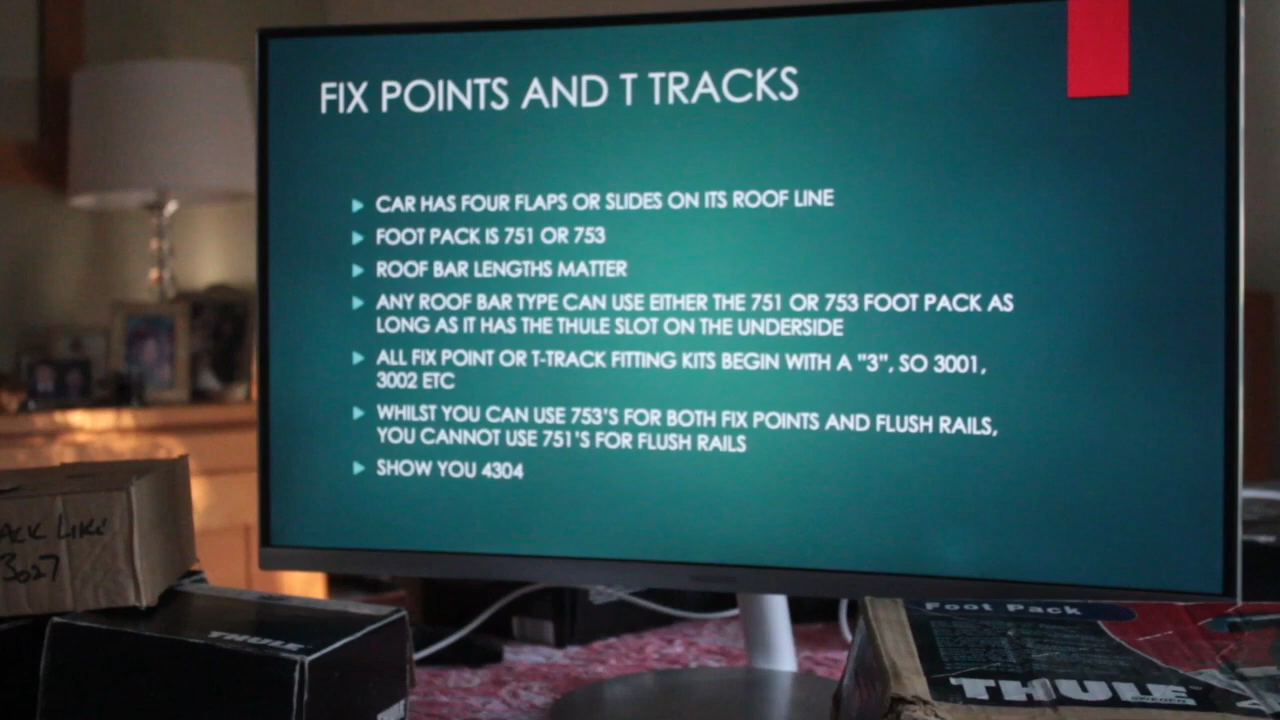 FIX POINTS AND T TRACKS
CAR HAS FOUR FLAPS OR SLIDES ON ITS ROOF LINE
FOOT PACK IS 751 OR 753
ROOF BAR LENGTHS MATTER
ANY ROOF BAR TYPE CAN USE EITHER THE 751 OR 753 FOOT PACK AS
LONG AS IT HAS THE THULE SLOT ON THE UNDERSIDE
ALL FIX POINT OR T-TRACK FITTING KITS BEGIN WITH A "3", SO 3001,
3002 ETC
WHILST YOU CAN USE 753'S FOR BOTH FIX POINTS AND FLUSH RAILS,
YOU CANNOT USE 751'S FOR FLUSH RAILS
SHOW YOU 4304
LIKE
3027
THULE
Foot Pack
THULE
SWEDEN